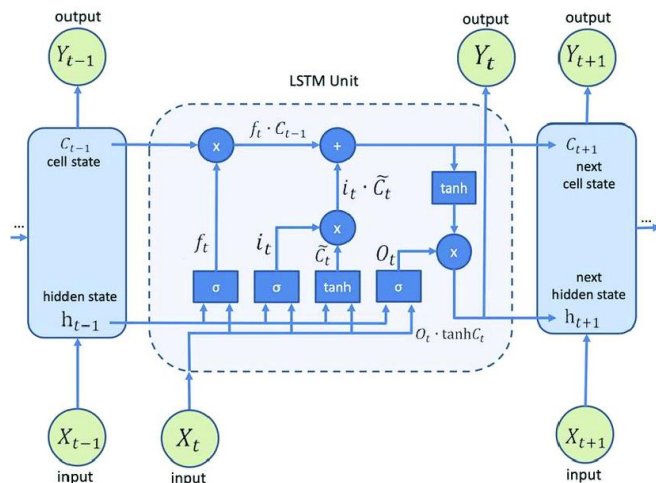 output
output
output
Y_{t−1}
Y_t
Y_{t+1}
LSTM Unit
C_{t−1}
cell state
x
f_t · C_{t−1}
+
C_{t+1}
next
cell state
tanh
i_t · C̃_t
...
...
f_t
i_t
x
C̃_t
O_t
x
σ
σ
tanh
σ
hidden state
h_{t−1}
next
hidden state
h_{t+1}
O_t · tanhC_t
X_{t−1}
X_t
X_{t+1}
input
input
input